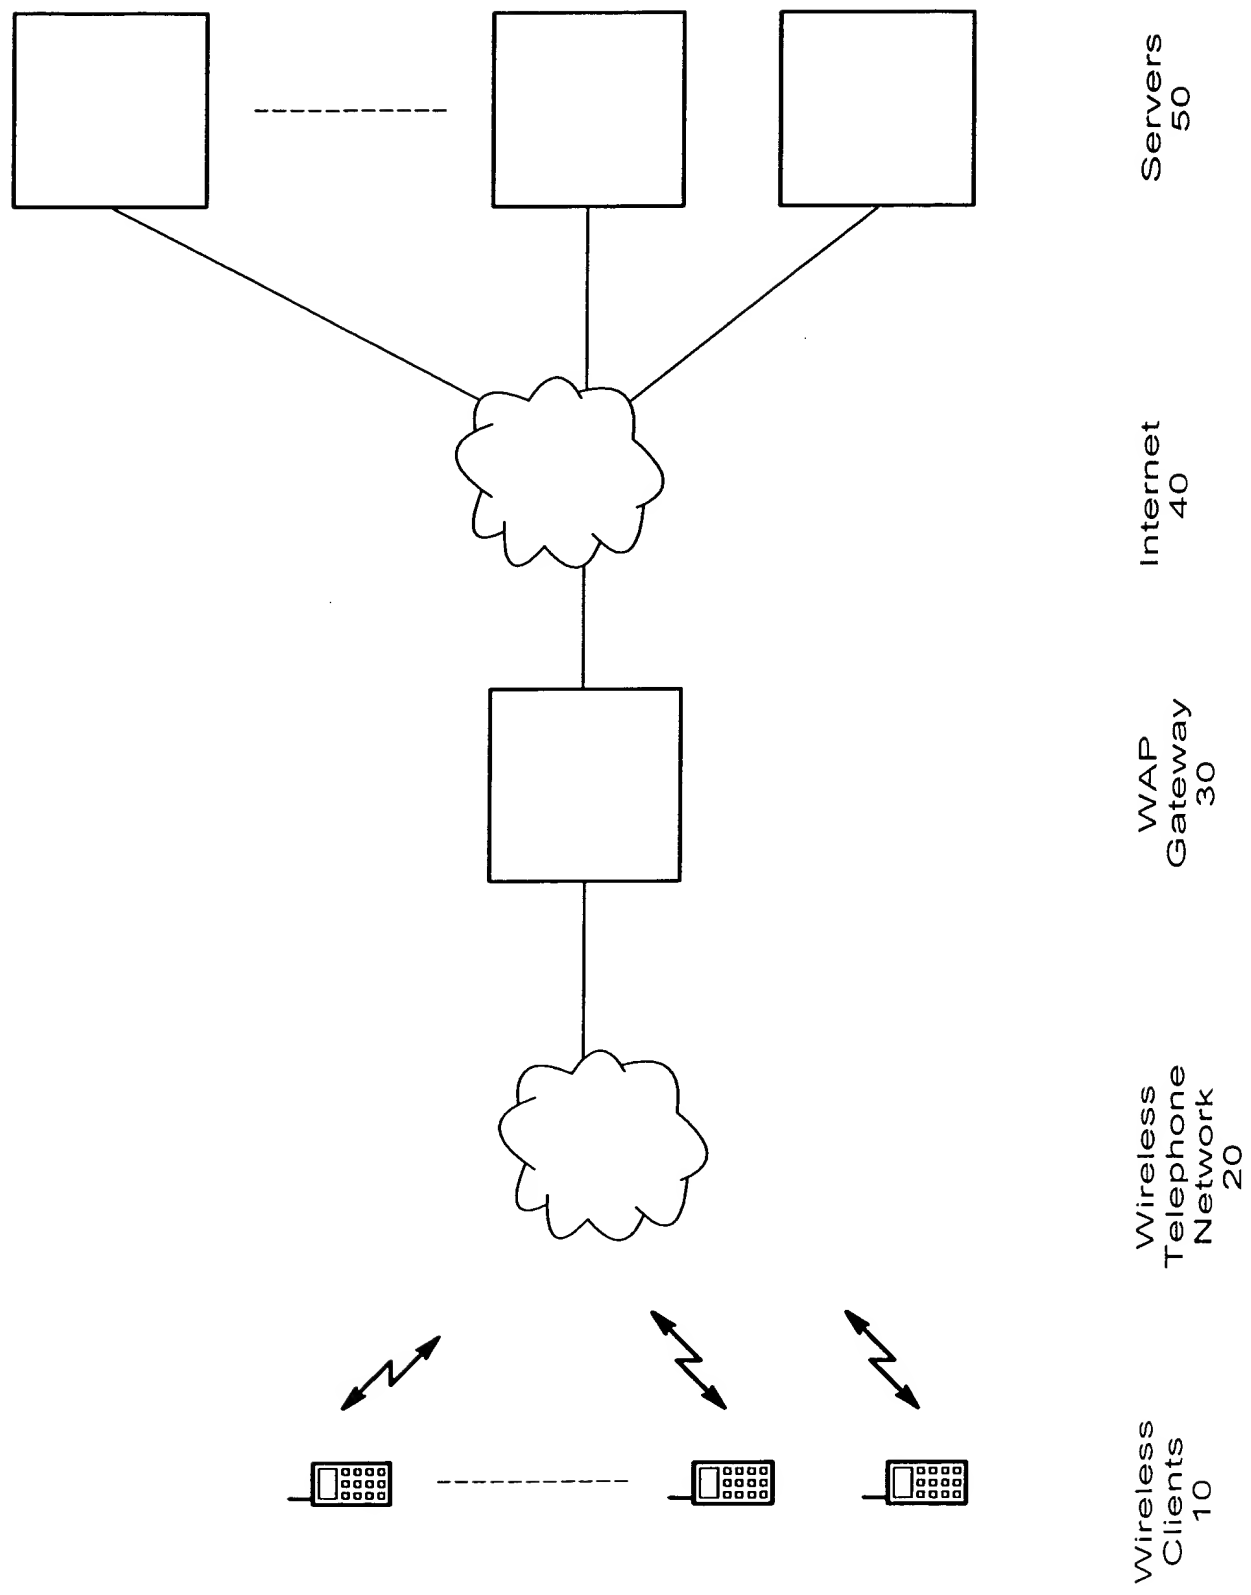 Wireless
Clients
10
Wireless
Telephone
Network
20
WAP
Gateway
30
Internet
40
Servers
50